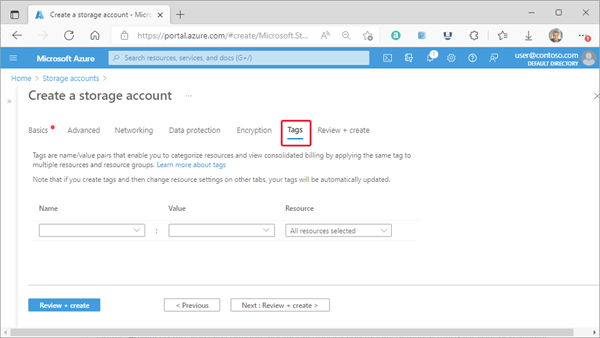 Create a storage account - Micros
https://portal.azure.com/#create/Microsoft.St...
Microsoft Azure
Search resources, services, and docs (G+/)
1
user@contoso.com
DEFAULT DIRECTORY
Home > Storage accounts >
Create a storage account ...
Basics Advanced Networking Data protection Encryption Tags Review + create
Tags are name/value pairs that enable you to categorize resources and view consolidated billing by applying the same tag to
multiple resources and resource groups. Learn more about tags
Note that if you create tags and then change resource settings on other tabs, your tags will be automatically updated.
Name Value Resource
: All resources selected
Review + create < Previous Next : Review + create >